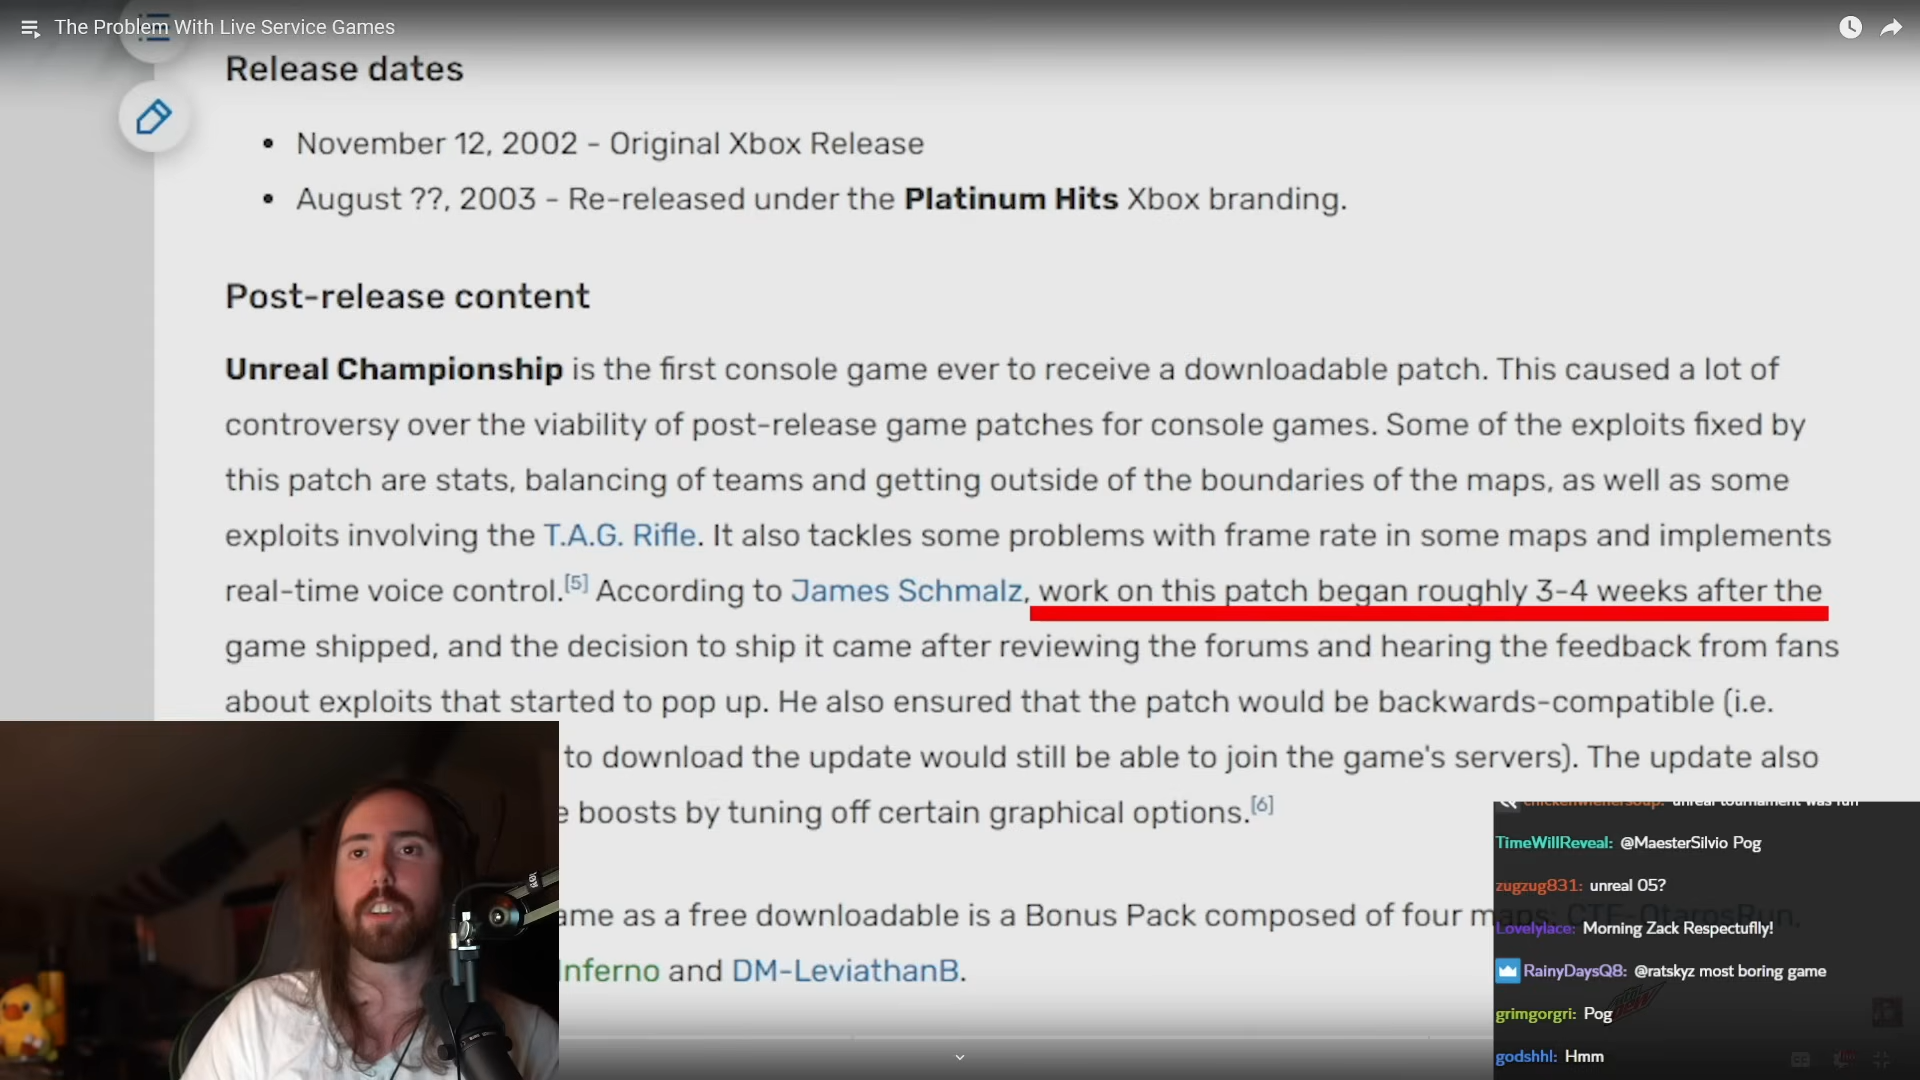 The Problem With Live Service Games
Release dates
• November 12, 2002 - Original Xbox Release
• August ??, 2003 - Re-released under the Platinum Hits Xbox branding.
Post-release content
Unreal Championship is the first console game ever to receive a downloadable patch. This caused a lot of
controversy over the viability of post-release game patches for console games. Some of the exploits fixed by
this patch are stats, balancing of teams and getting outside of the boundaries of the maps, as well as some
exploits involving the T.A.G. Rifle. It also tackles some problems with frame rate in some maps and implements
real-time voice control.[5] According to James Schmalz, work on this patch began roughly 3-4 weeks after the
game shipped, and the decision to ship it came after reviewing the forums and hearing the feedback from fans
about exploits that started to pop up. He also ensured that the patch would be backwards-compatible (i.e.
to download the update would still be able to join the game's servers). The update also
e boosts by tuning off certain graphical options.[6]
ame as a free downloadable is a Bonus Pack composed of four maps: CTF-OtarosRun,
Inferno and DM-LeviathanB.
chickenwienersoup: unreal tournament was fun
TimeWillReveal: @MaesterSilvio Pog
zugzug831: unreal 05?
Lovelylace: Morning Zack Respectuflly!
RainyDaysQ8: @ratskyz most boring game
grimgorgri: Pog
godshhl: Hmm